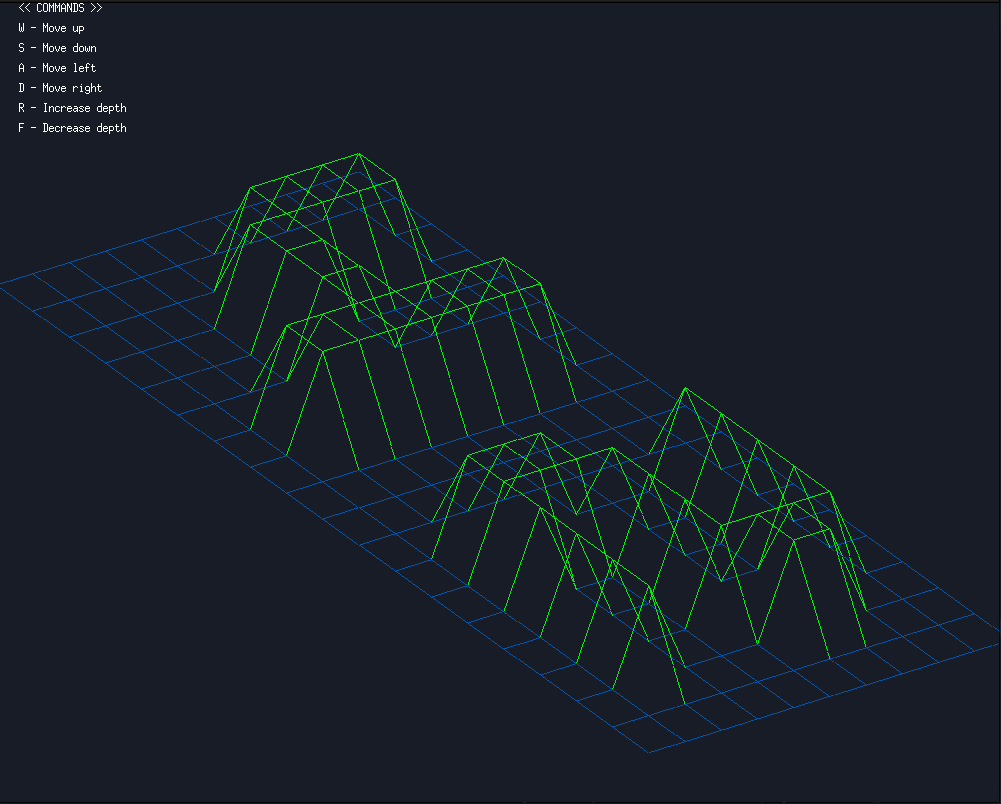 << COMMANDS >>
W - Move up
S - Move down
A - Move left
D - Move right
R - Increase depth
F - Decrease depth